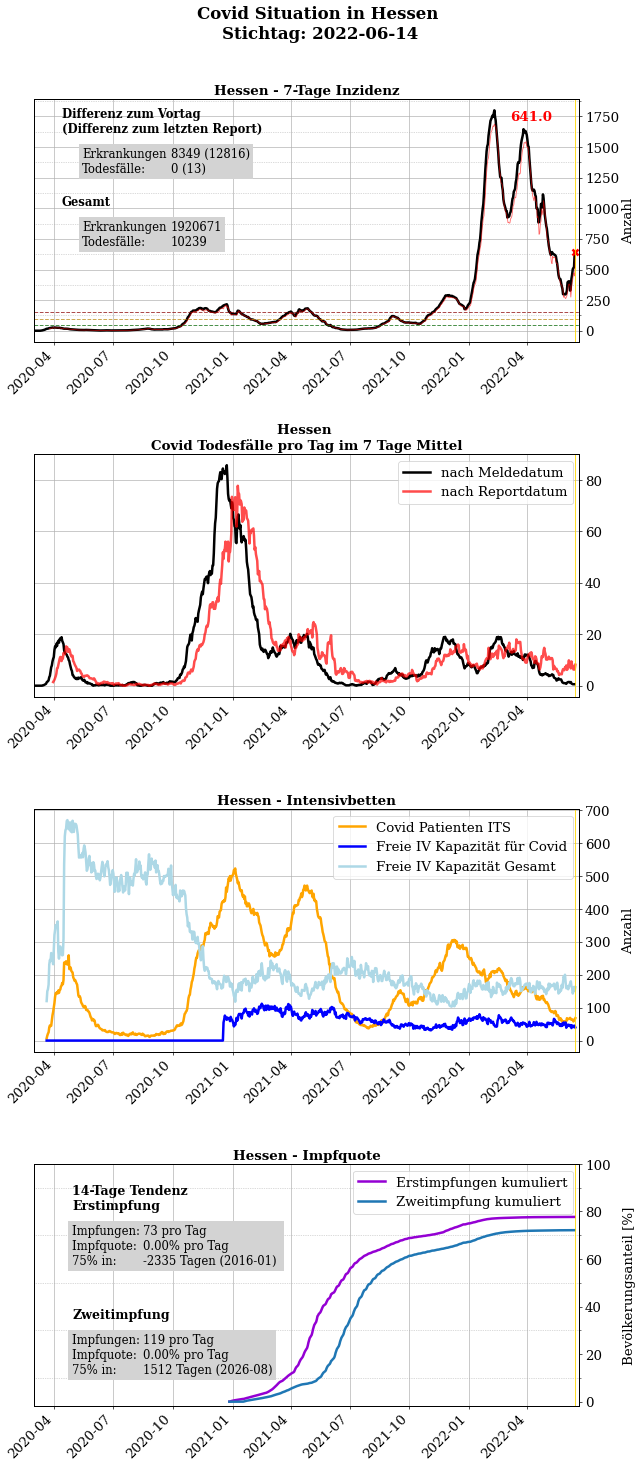 Covid Situation in Hessen
Stichtag: 2022-06-14
Hessen - 7-Tage Inzidenz
Differenz zum Vortag
(Differenz zum letzten Report)
Erkrankungen 8349 (12816)
Todesfälle: 0 (13)
Gesamt
Erkrankungen 1920671
Todesfälle: 10239
641.0
1750
1500
1250
1000
750
500
250
0
Anzahl
2020-04
2020-07
2020-10
2021-01
2021-04
2021-07
2021-10
2022-01
2022-04
Hessen
Covid Todesfälle pro Tag im 7 Tage Mittel
nach Meldedatum
nach Reportdatum
80
60
40
20
0
2020-04
2020-07
2020-10
2021-01
2021-04
2021-07
2021-10
2022-01
2022-04
Hessen - Intensivbetten
Covid Patienten ITS
Freie IV Kapazität für Covid
Freie IV Kapazität Gesamt
700
600
500
400
300
200
100
0
Anzahl
2020-04
2020-07
2020-10
2021-01
2021-04
2021-07
2021-10
2022-01
2022-04
Hessen - Impfquote
14-Tage Tendenz
Erstimpfung
Impfungen: 73 pro Tag
Impfquote: 0.00% pro Tag
75% in: -2335 Tagen (2016-01)
Zweitimpfung
Impfungen: 119 pro Tag
Impfquote: 0.00% pro Tag
75% in: 1512 Tagen (2026-08)
Erstimpfungen kumuliert
Zweitimpfung kumuliert
100
80
60
40
20
0
Bevölkerungsanteil [%]
2020-04
2020-07
2020-10
2021-01
2021-04
2021-07
2021-10
2022-01
2022-04